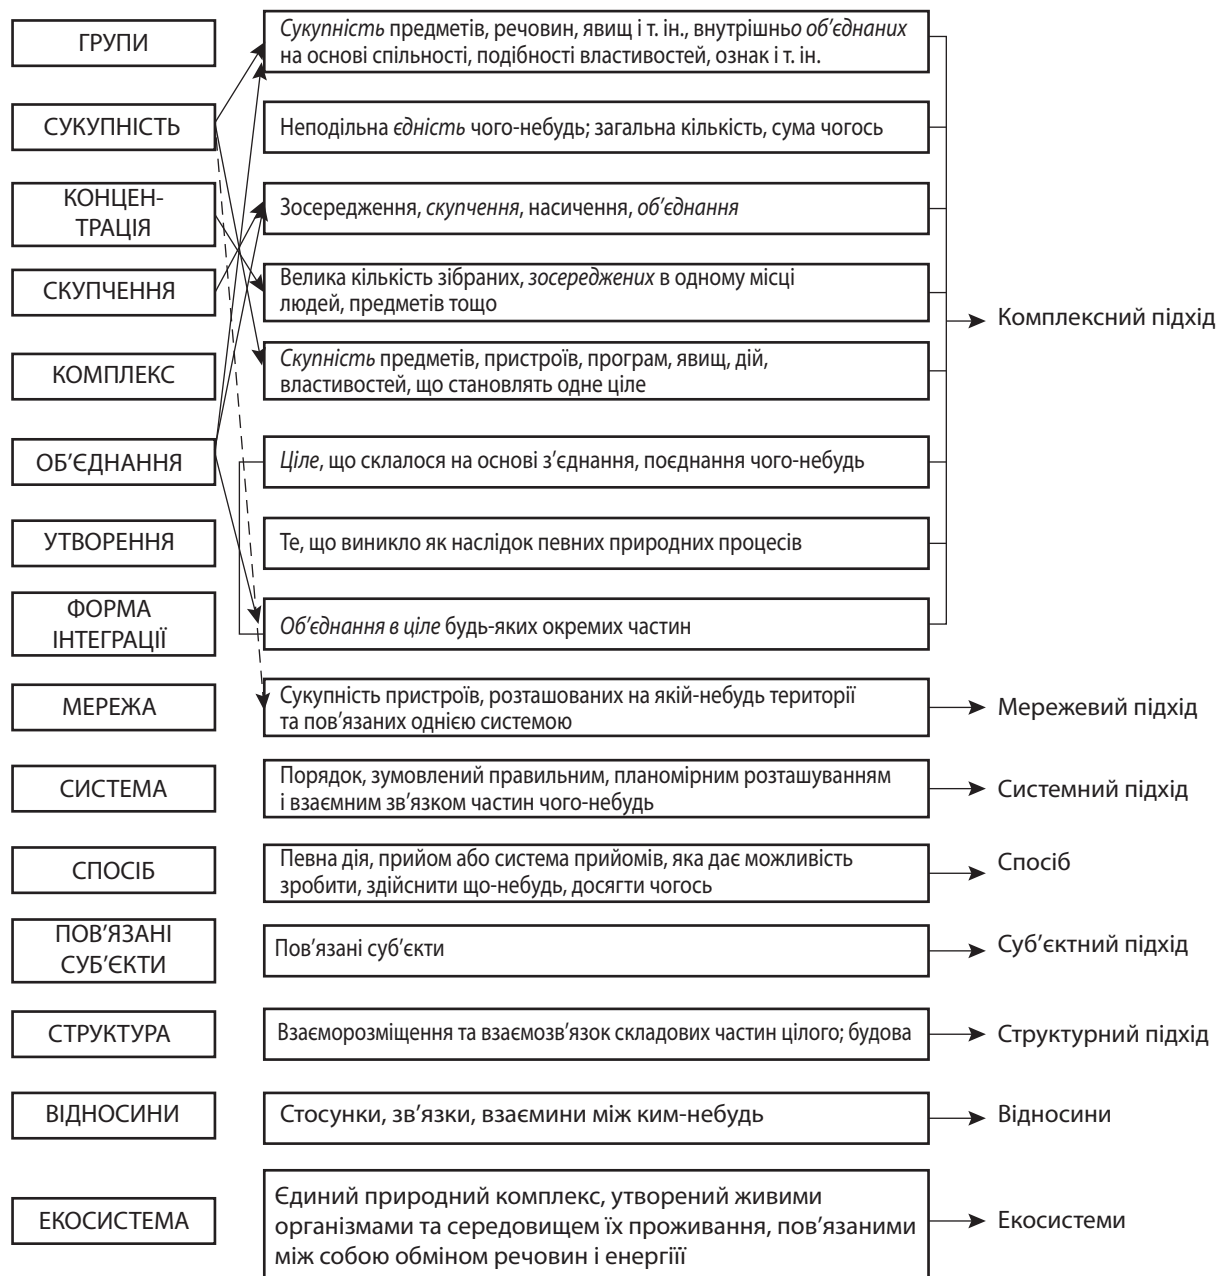 ГРУПИ
Сукупність предметів, речовин, явищ і т. ін., внутрішньо об’єднаних
на основі спільності, подібності властивостей, ознак і т. ін.
СУКУПНІСТЬ
Неподільна єдність чого-небудь; загальна кількість, сума чогось
КОНЦЕН-
ТРАЦІЯ
Зосередження, скупчення, насичення, об’єднання
СКУПЧЕННЯ
Велика кількість зібраних, зосереджених в одному місці
людей, предметів тощо
Комплексний підхід
КОМПЛЕКС
Скупність предметів, пристроїв, програм, явищ, дій,
властивостей, що становлять одне ціле
ОБ’ЄДНАННЯ
Ціле, що склалося на основі з’єднання, поєднання чого-небудь
УТВОРЕННЯ
Те, що виникло як наслідок певних природних процесів
ФОРМА
ІНТЕГРАЦІЇ
Об’єднання в ціле будь-яких окремих частин
МЕРЕЖА
Сукупність пристроїв, розташованих на якій-небудь території
та пов’язаних однією системою
Мережевий підхід
СИСТЕМА
Порядок, зумовлений правильним, планомірним розташуванням
і взаємним зв’язком частин чого-небудь
Системний підхід
СПОСІБ
Певна дія, прийом або система прийомів, яка дає можливість
зробити, здійснити що-небудь, досягти чогось
Спосіб
ПОВ’ЯЗАНІ
СУБ’ЄКТИ
Пов’язані суб’єкти
Суб’єктний підхід
СТРУКТУРА
Взаєморозміщення та взаємозв’язок складових частин цілого; будова
Структурний підхід
ВІДНОСИНИ
Стосунки, зв’язки, взаємини між ким-небудь
Відносини
ЕКОСИСТЕМА
Єдиний природний комплекс, утворений живими
організмами та середовищем їх проживання, пов’язаними
між собою обміном речовин і енергіїї
Екосистеми